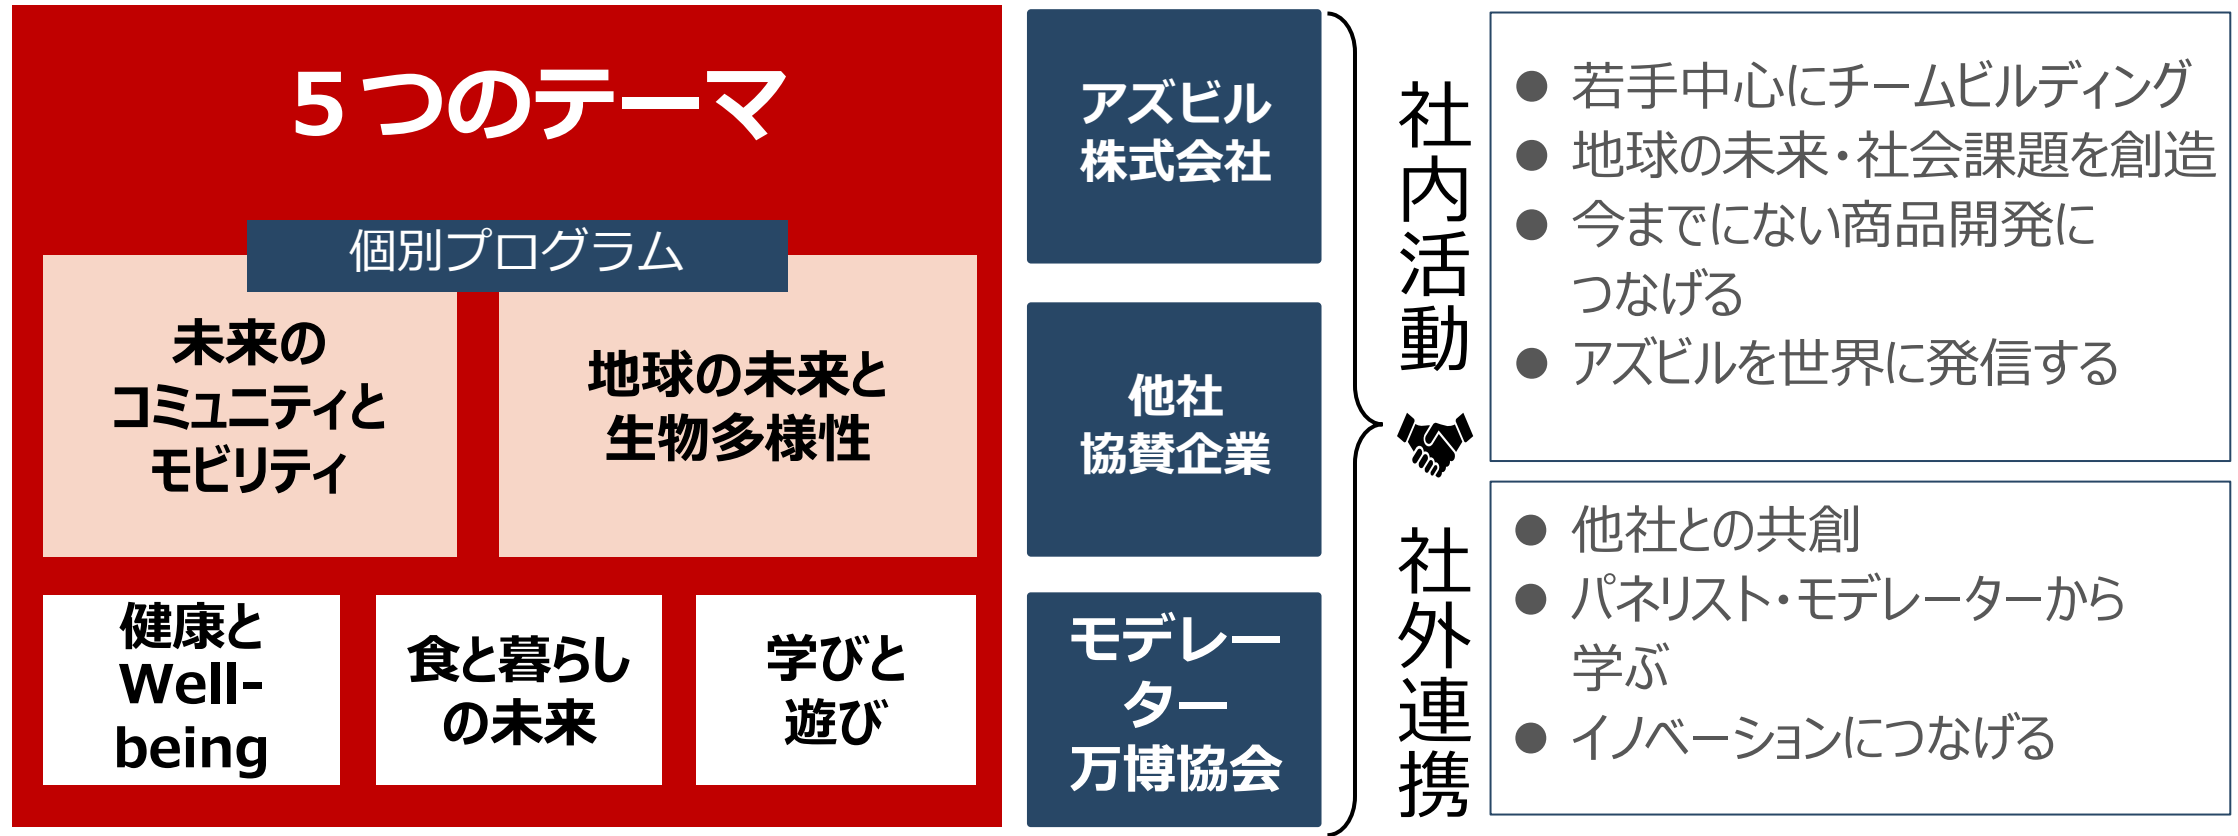 5つのテーマ
個別プログラム
未来の
コミュニティと
モビリティ
地球の未来と
生物多様性
健康と
Well-
being
食と暮らし
の未来
学びと
遊び
アズビル
株式会社
他社
協賛企業
モデレー
ター
万博協会
社内活動
社外連携
● 若手中心にチームビルディング
● 地球の未来・社会課題を創造
● 今までにない商品開発に
つなげる
● アズビルを世界に発信する
● 他社との共創
● パネリスト・モデレーターから
学ぶ
● イノベーションにつなげる